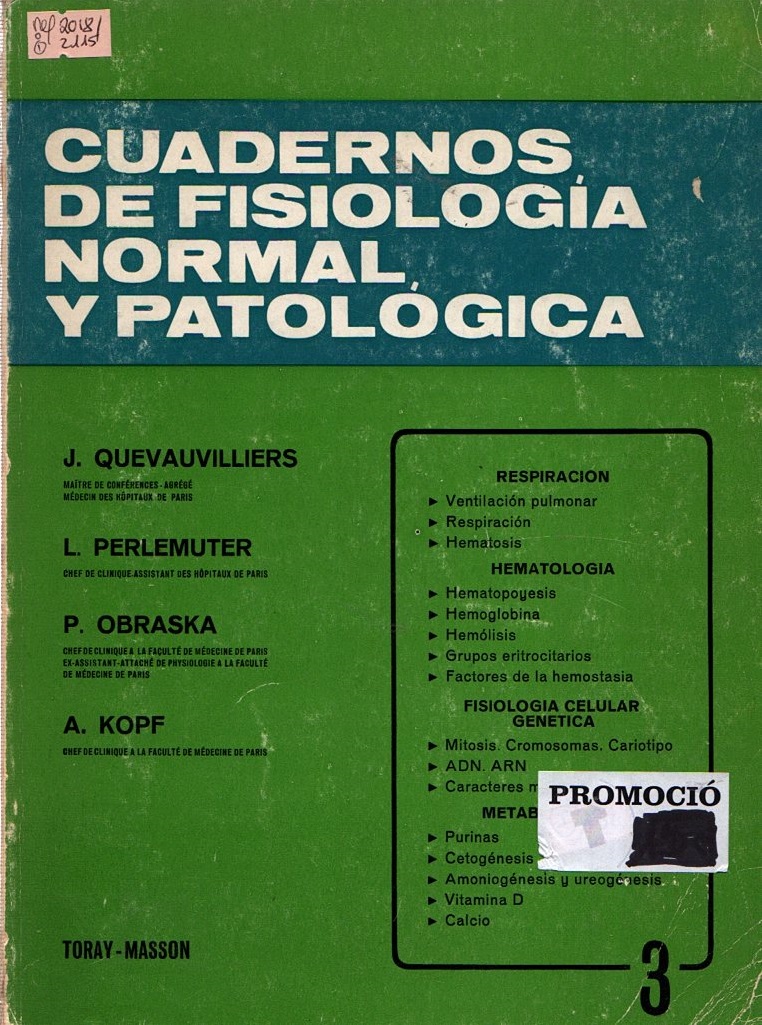 ref 2018/
2115
CUADERNOS
DE FISIOLOGÍA
NORMAL
Y PATOLÓGICA
J. QUEVAUVILLIERS
MAÎTRE DE CONFÉRENCES-AGRÉGÉ
MÉDECIN DES HÔPITAUX DE PARIS
L. PERLEMUTER
CHEF DE CLINIQUE-ASSISTANT DES HÔPITAUX DE PARIS
P. OBRASKA
CHEF DE CLINIQUE A LA FACULTÉ DE MÉDECINE DE PARIS
EX-ASSISTANT-ATTACHÉ DE PHYSIOLOGIE A LA FACULTÉ
DE MÉDECINE DE PARIS
A. KOPF
CHEF DE CLINIQUE A LA FACULTÉ DE MÉDECINE DE PARIS
TORAY-MASSON
RESPIRACION
► Ventilación pulmonar
► Respiración
► Hematosis
HEMATOLOGIA
► Hematopoyesis
► Hemoglobina
► Hemólisis
► Grupos eritrocitarios
► Factores de la hemostasia
FISIOLOGIA CELULAR
GENETICA
► Mitosis. Cromosomas. Cariotipo
► ADN. ARN
► Caracteres
PROMOCIÓ
► Purinas
► Cetogénesis
► Amoniogénesis y ureogénesis
► Vitamina D
► Calcio
3